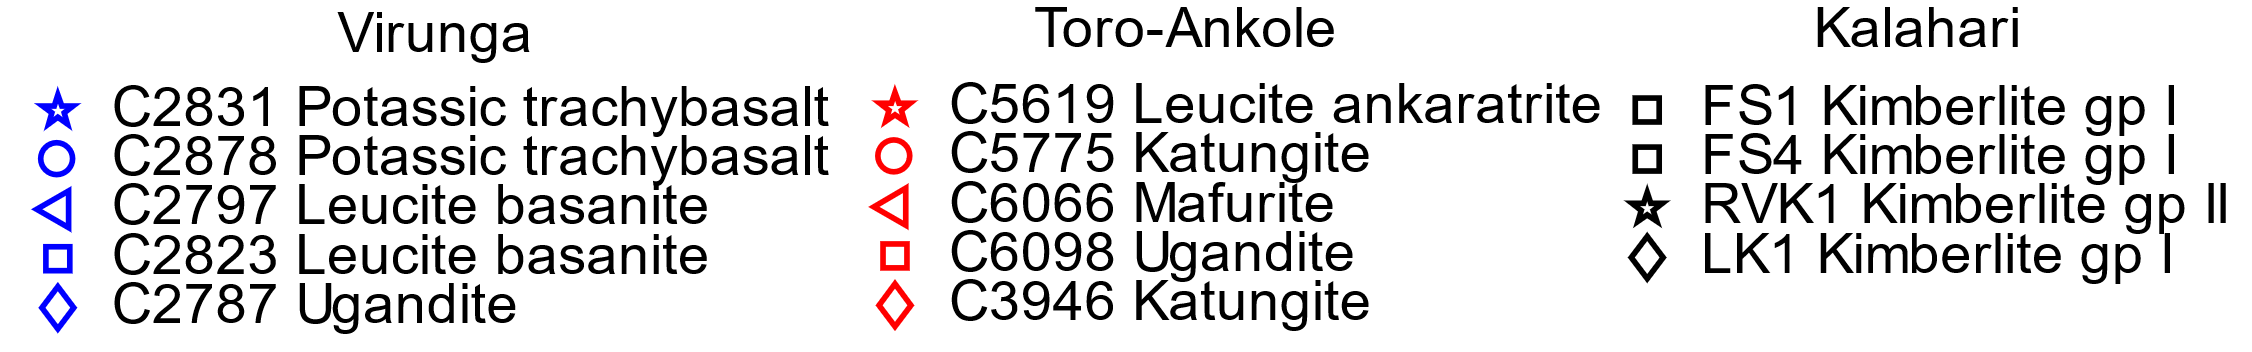 Virunga
C2831 Potassic trachybasalt
C2878 Potassic trachybasalt
C2797 Leucite basanite
C2823 Leucite basanite
C2787 Ugandite
Toro-Ankole
C5619 Leucite ankaratrite
C5775 Katungite
C6066 Mafurite
C6098 Ugandite
C3946 Katungite
Kalahari
FS1 Kimberlite gp I
FS4 Kimberlite gp I
RVK1 Kimberlite gp II
LK1 Kimberlite gp I